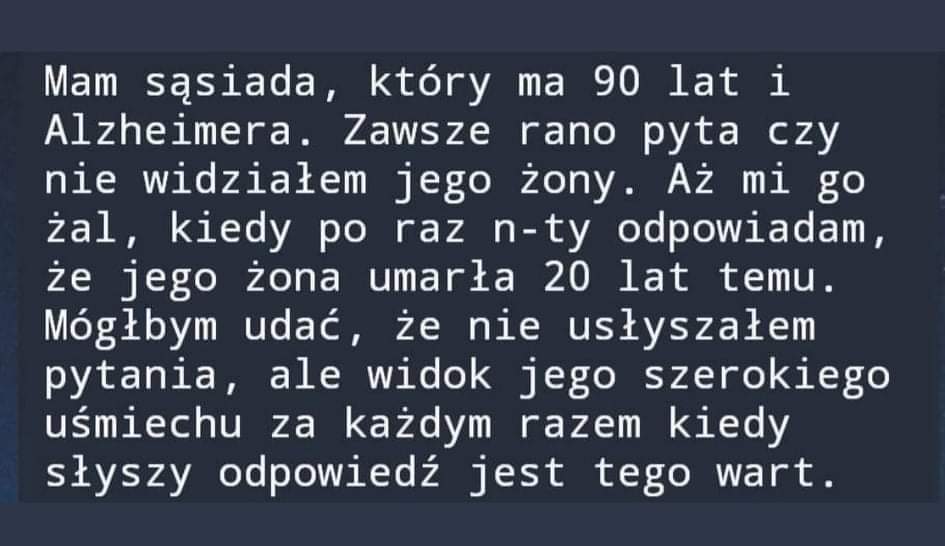 Mam sąsiada, który ma 90 lat i
Alzheimera. Zawsze rano pyta czy
nie widziałem jego żony. Aż mi go
żal, kiedy po raz n-ty odpowiadam,
że jego żona umarła 20 lat temu.
Mógłbym udać, że nie usłyszałem
pytania, ale widok jego szerokiego
uśmiechu za każdym razem kiedy
słyszy odpowiedź jest tego wart.